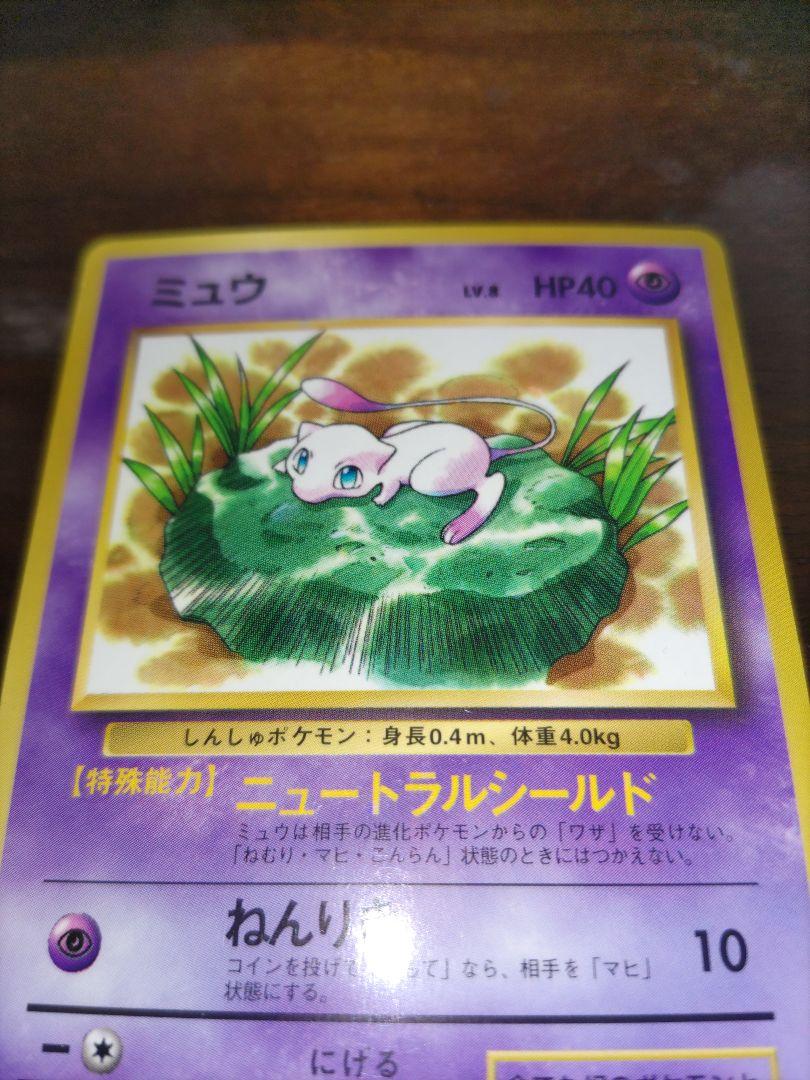 ミュウ LV.8 HP40
しんしゅポケモン：身長0.4m、体重4.0kg
【特殊能力】 ニュートラルシールド
ミュウは相手の進化ポケモンからの「ワザ」を受けない。
「ねむり・マヒ・こんらん」状態のときにはつかえない。
ねんり 10
コインを投げて て」なら、相手を「マヒ」
状態にする。
にげる